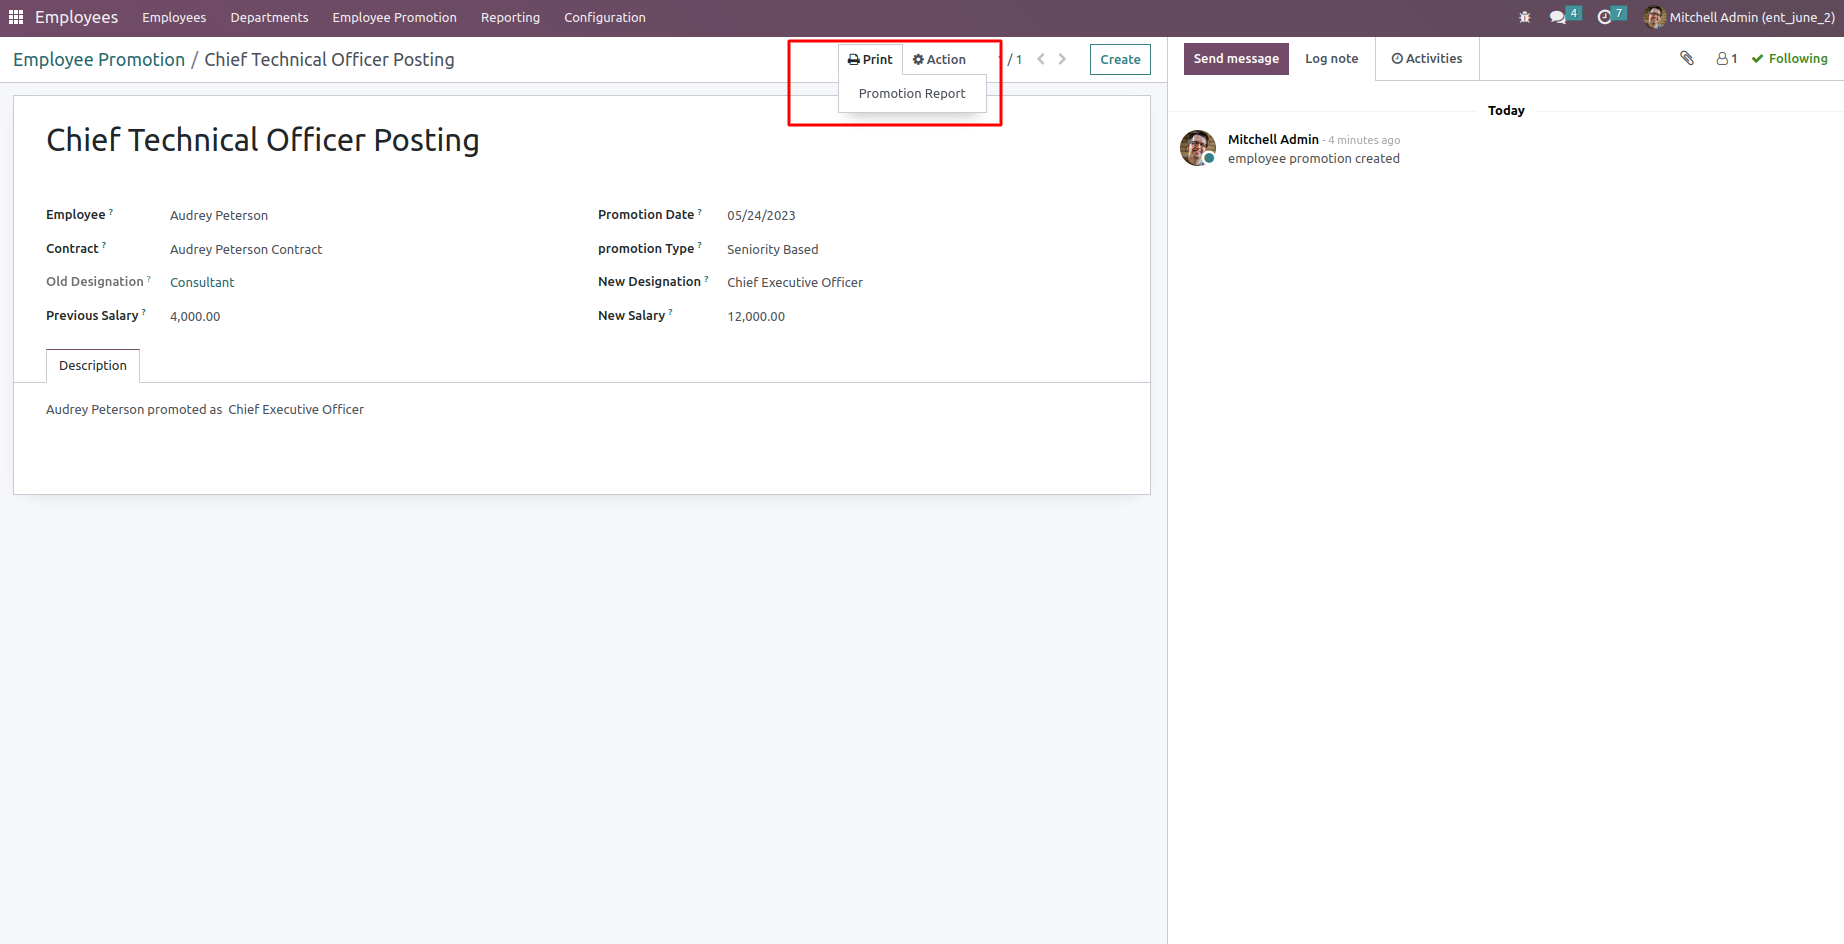 Employees Employees Departments Employee Promotion Reporting Configuration 4 7 Mitchell Admin (ent_june_2)
Employee Promotion / Chief Technical Officer Posting Print Action / 1 Create Send message Log note Activities 1 Following
Promotion Report
Today
Chief Technical Officer Posting
Mitchell Admin - 4 minutes ago
employee promotion created
Employee ? Audrey Peterson Promotion Date ? 05/24/2023
Contract ? Audrey Peterson Contract promotion Type ? Seniority Based
Old Designation ? Consultant New Designation ? Chief Executive Officer
Previous Salary ? 4,000.00 New Salary ? 12,000.00
Description
Audrey Peterson promoted as Chief Executive Officer